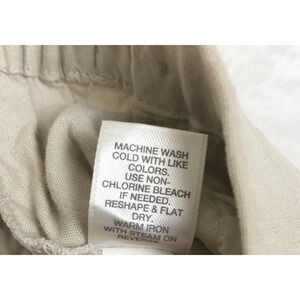 MACHINE WASH
COLD WITH LIKE
COLORS.
USE NON-
CHLORINE BLEACH
IF NEEDED.
RESHAPE & FLAT
DRY.
WARM IRON
WITH STEAM ON
REVERSE